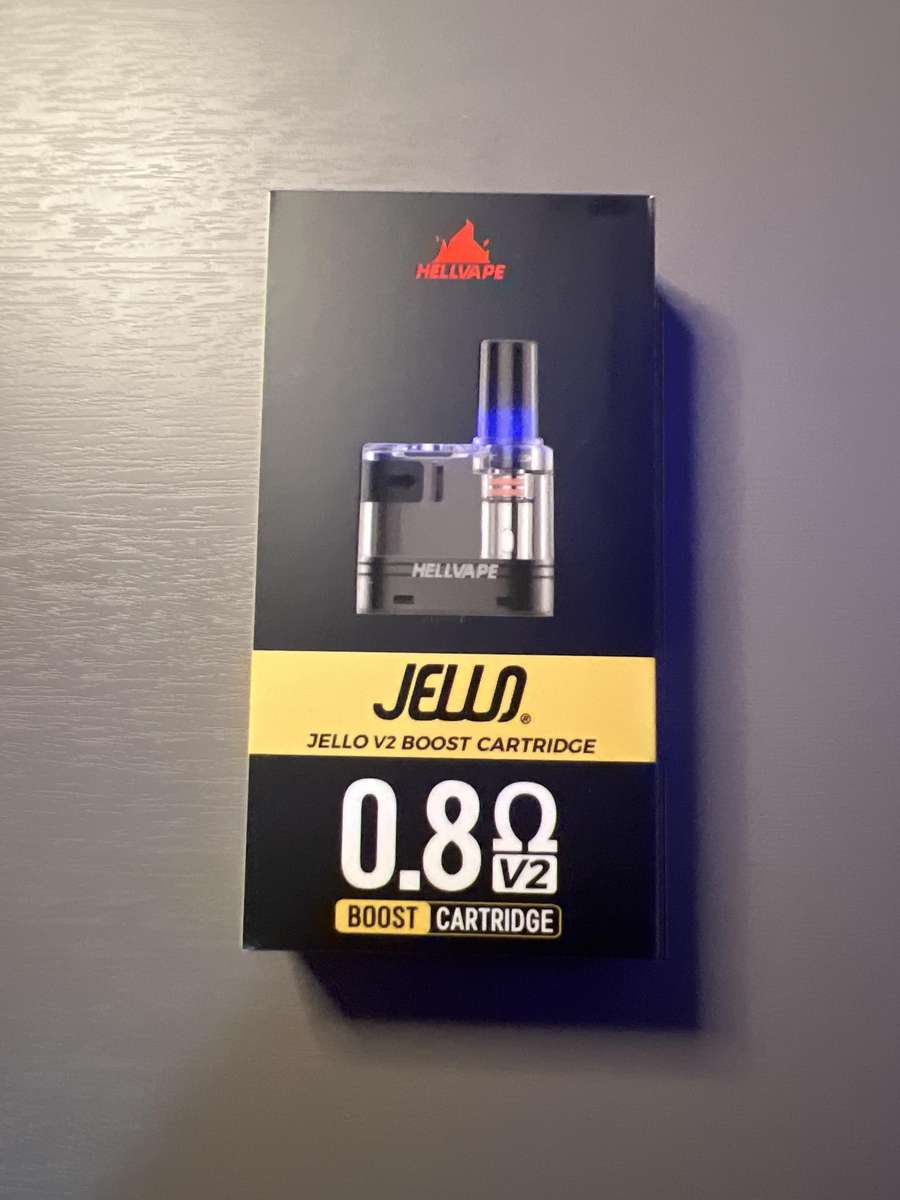 HELLVAPE
HELLVAPE
JELLO®
JELLO V2 BOOST CARTRIDGE
0.8Ω
V2
BOOST CARTRIDGE